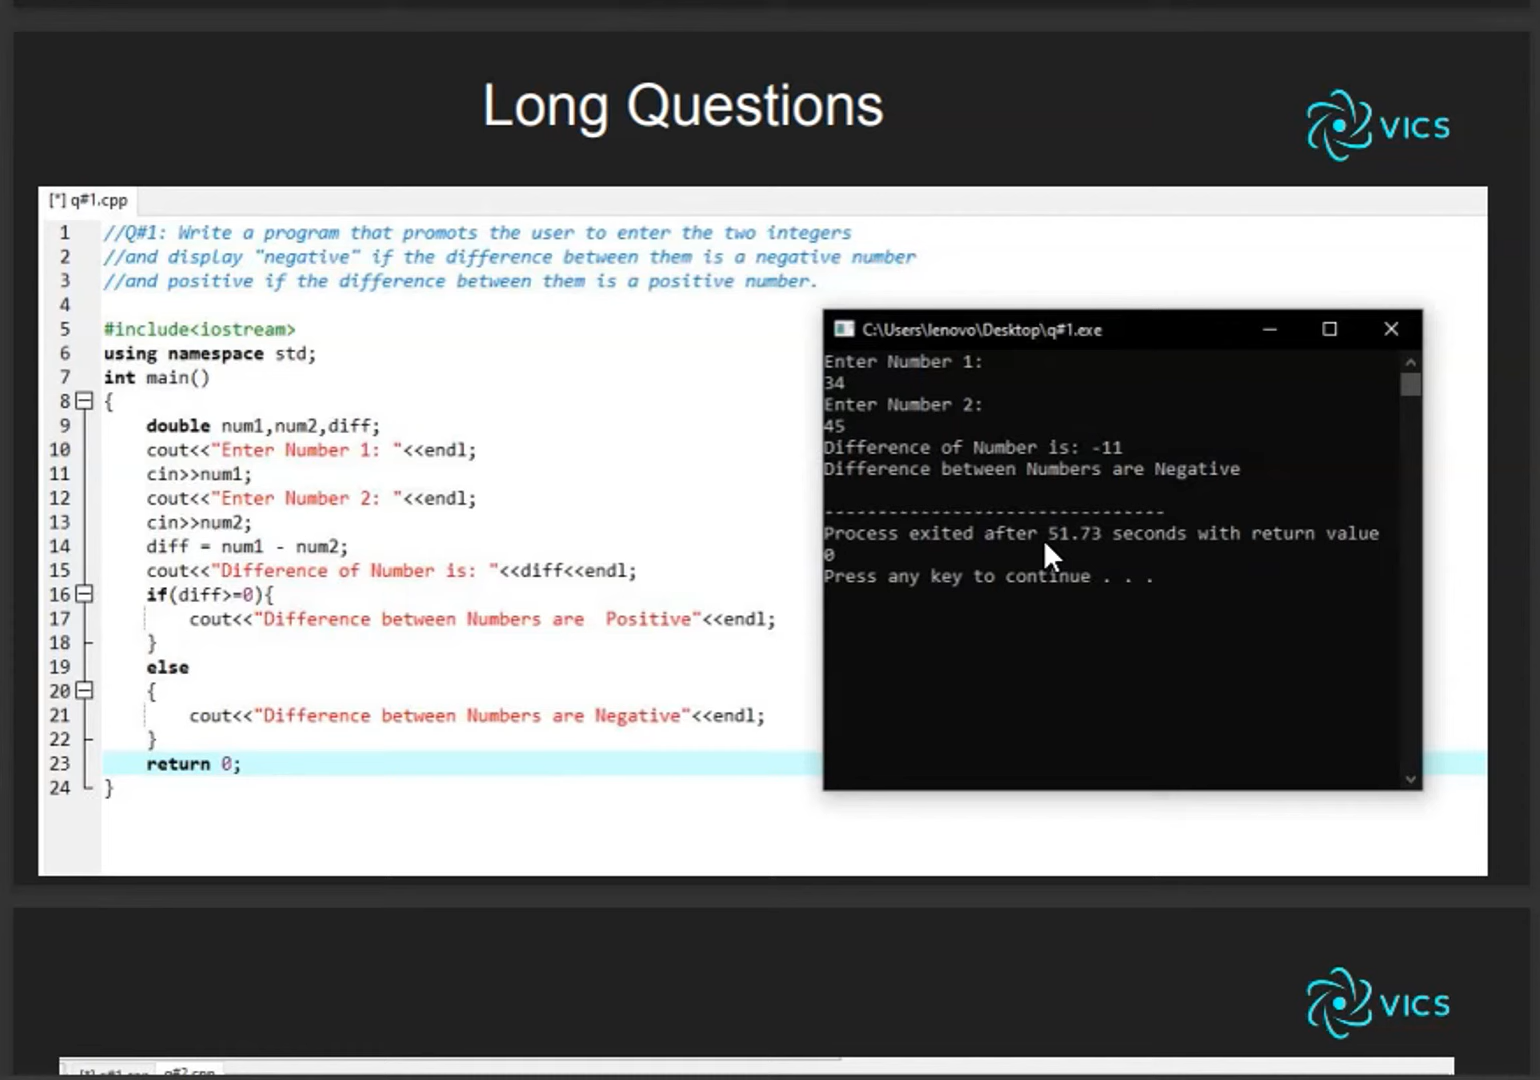 Long Questions
VICS
[*] q#1.cpp
1 //Q#1: Write a program that promots the user to enter the two integers
2 //and display "negative" if the difference between them is a negative number
3 //and positive if the difference between them is a positive number.
4
5 #include<iostream>
6 using namespace std;
7 int main()
8 {
9 double num1,num2,diff;
10 cout<<"Enter Number 1: "<<endl;
11 cin>>num1;
12 cout<<"Enter Number 2: "<<endl;
13 cin>>num2;
14 diff = num1 - num2;
15 cout<<"Difference of Number is: "<<diff<<endl;
16 if(diff>=0){
17 cout<<"Difference between Numbers are  Positive"<<endl;
18 }
19 else
20 {
21 cout<<"Difference between Numbers are Negative"<<endl;
22 }
23 return 0;
24 }
C:\Users\lenovo\Desktop\q#1.exe
Enter Number 1:
34
Enter Number 2:
45
Difference of Number is: -11
Difference between Numbers are Negative
--------------------------------
Process exited after 51.73 seconds with return value
0
Press any key to continue . . .
VICS
[*] q#1.cpp q#2.cpp